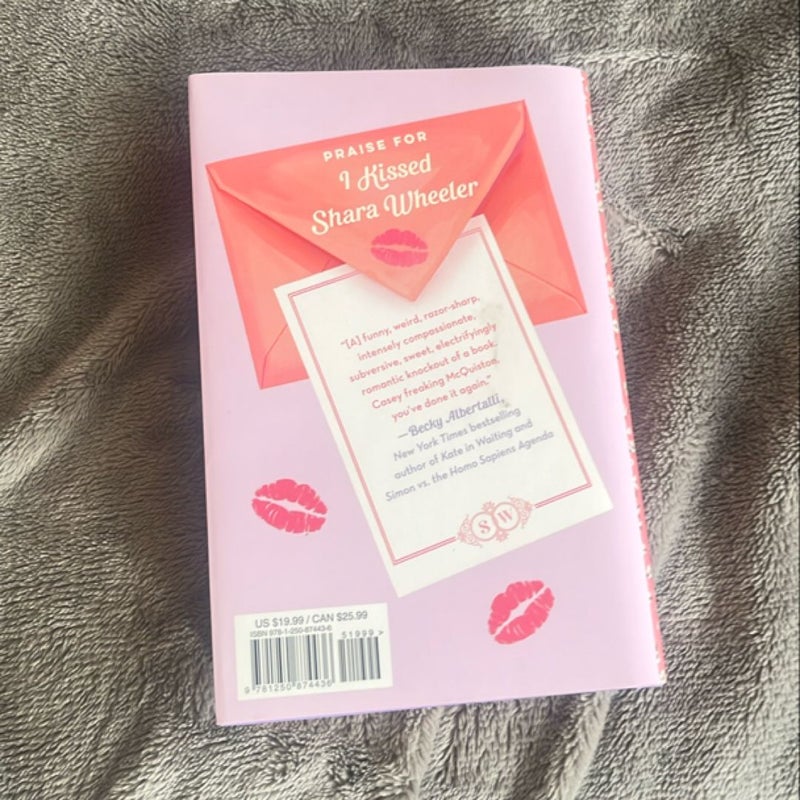 PRAISE FOR
I Kissed
Shara Wheeler
"[A] funny, weird, razor-sharp,
intensely compassionate,
subversive, sweet, electrifyingly
romantic knockout of a book.
Casey freaking McQuiston,
you've done it again."
—Becky Albertalli,
New York Times bestselling
author of Kate in Waiting and
Simon vs. the Homo Sapiens Agenda
S W
US $19.99 / CAN $25.99
ISBN 978-1-250-87443-6
51999>
9 781250 874436